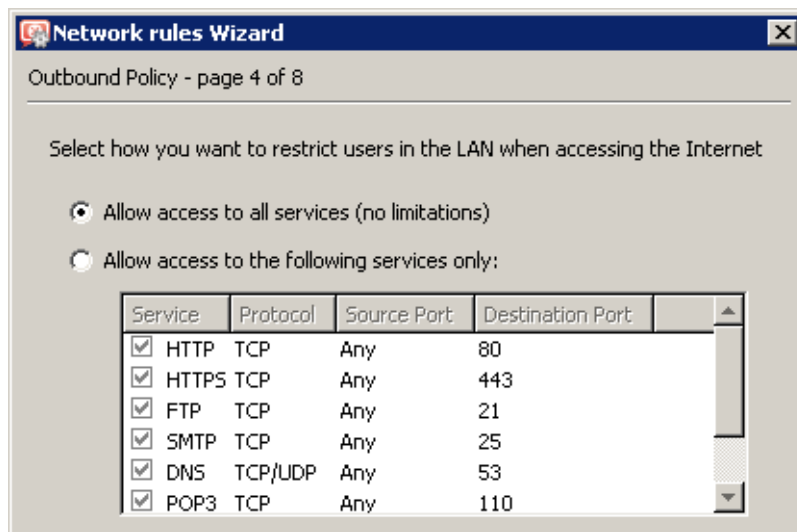 Network rules Wizard
Outbound Policy - page 4 of 8
Select how you want to restrict users in the LAN when accessing the Internet
Allow access to all services (no limitations)
Allow access to the following services only:
Service Protocol Source Port Destination Port
HTTP TCP Any 80
HTTPS TCP Any 443
FTP TCP Any 21
SMTP TCP Any 25
DNS TCP/UDP Any 53
POP3 TCP Any 110